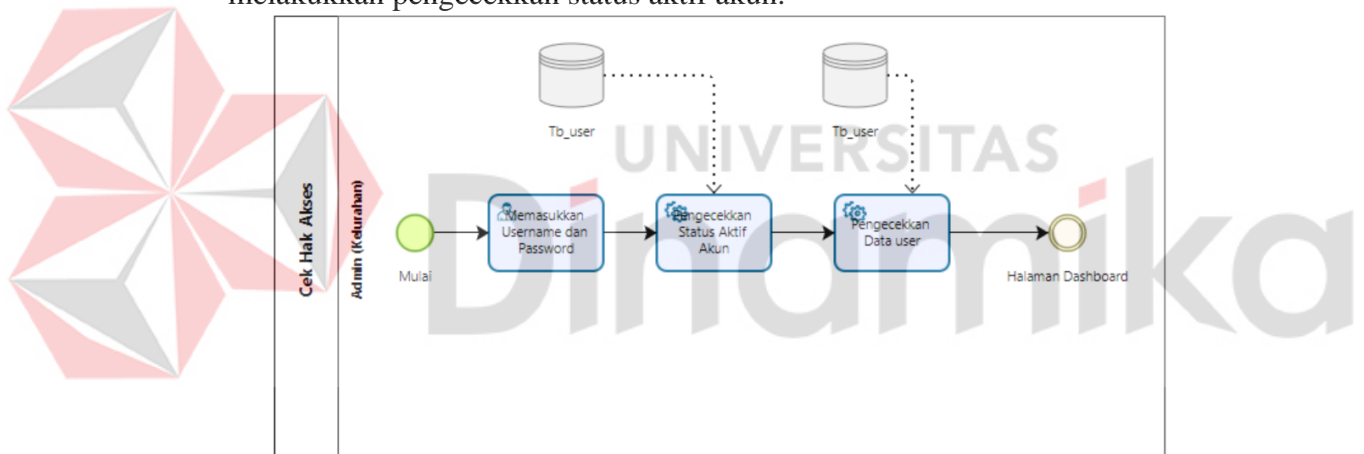 melakukkan pengecekkan status aktif akun.
Tb_user
Tb_user
UNIVERSITAS
Dinamika
Cek Hak Akses
Admin (Kelurahan)
Mulai
Memasukkan
Username dan
Password
Pengecekkan
Status Aktif
Akun
Pengecekkan
Data user
Halaman Dashboard